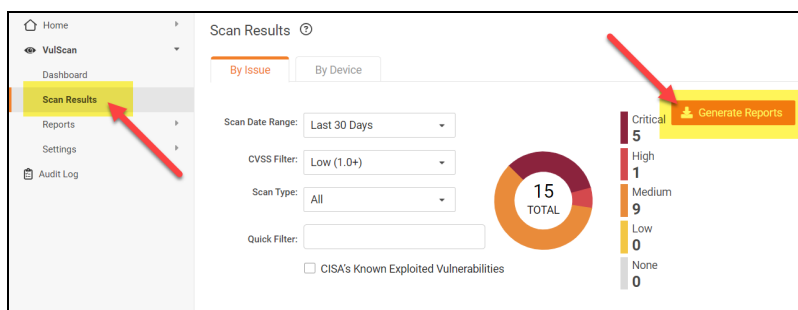 Home
VulScan
Dashboard
Scan Results
Reports
Settings
Audit Log
Scan Results ?
By Issue
By Device
Scan Date Range: Last 30 Days
CVSS Filter: Low (1.0+)
Scan Type: All
Quick Filter:
CISA's Known Exploited Vulnerabilities
15
TOTAL
Critical
5
High
1
Medium
9
Low
0
None
0
Generate Reports